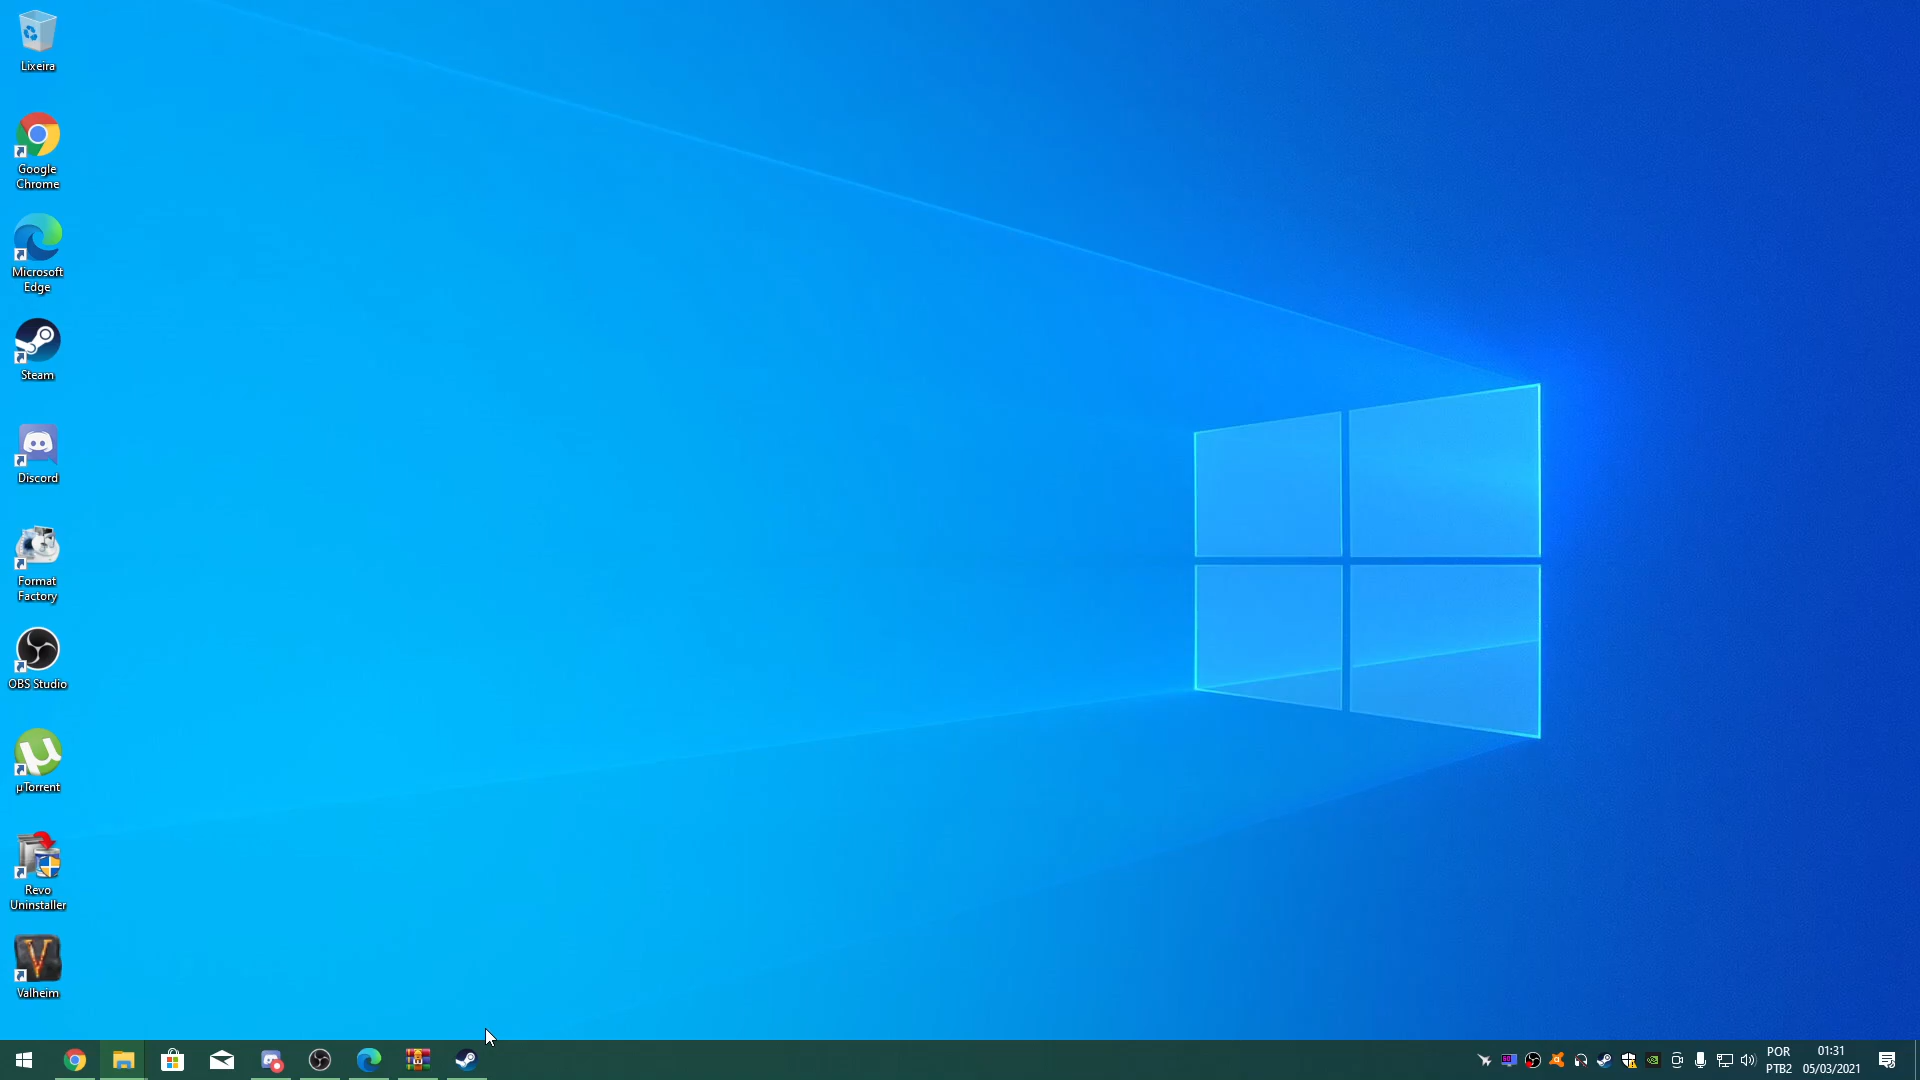 Lixeira
Google
Chrome
Microsoft
Edge
Steam
Discord
Format
Factory
OBS Studio
µTorrent
Revo
Uninstaller
Valheim
POR
PTB2
01:31
05/03/2021